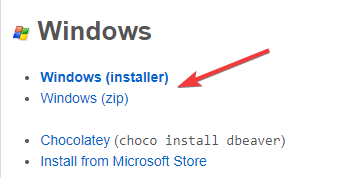 Windows
Windows (installer)
Windows (zip)
Chocolatey (choco install dbeaver)
Install from Microsoft Store